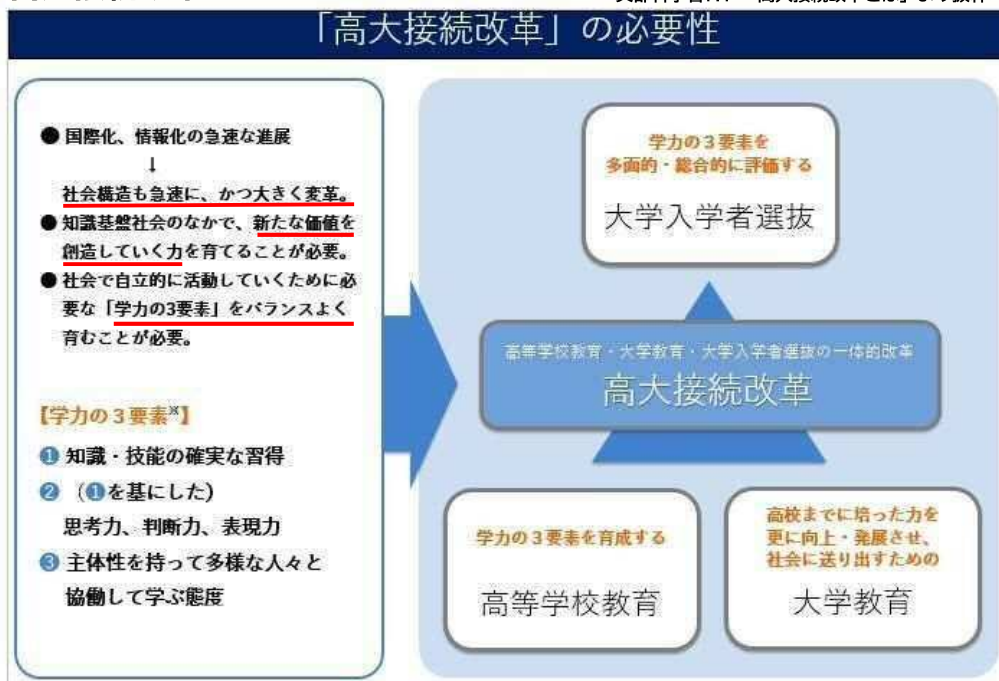 「高大接続改革」の必要性
● 国際化、情報化の急速な進展
↓
社会構造も急速に、かつ大きく変革。
● 知識基盤社会のなかで、新たな価値を
創造していく力を育てることが必要。
● 社会で自立的に活動していくために必
要な「学力の3要素」をバランスよく
育むことが必要。
【学力の3要素※】
❶ 知識・技能の確実な習得
❷ (❶を基にした)
思考力、判断力、表現力
❸ 主体性を持って多様な人々と
協働して学ぶ態度
学力の3要素を
多面的・総合的に評価する
大学入学者選抜
高等学校教育・大学教育・大学入学者選抜の一体的改革
高大接続改革
学力の3要素を育成する
高等学校教育
高校までに培った力を
更に向上・発展させ、
社会に送り出すための
大学教育